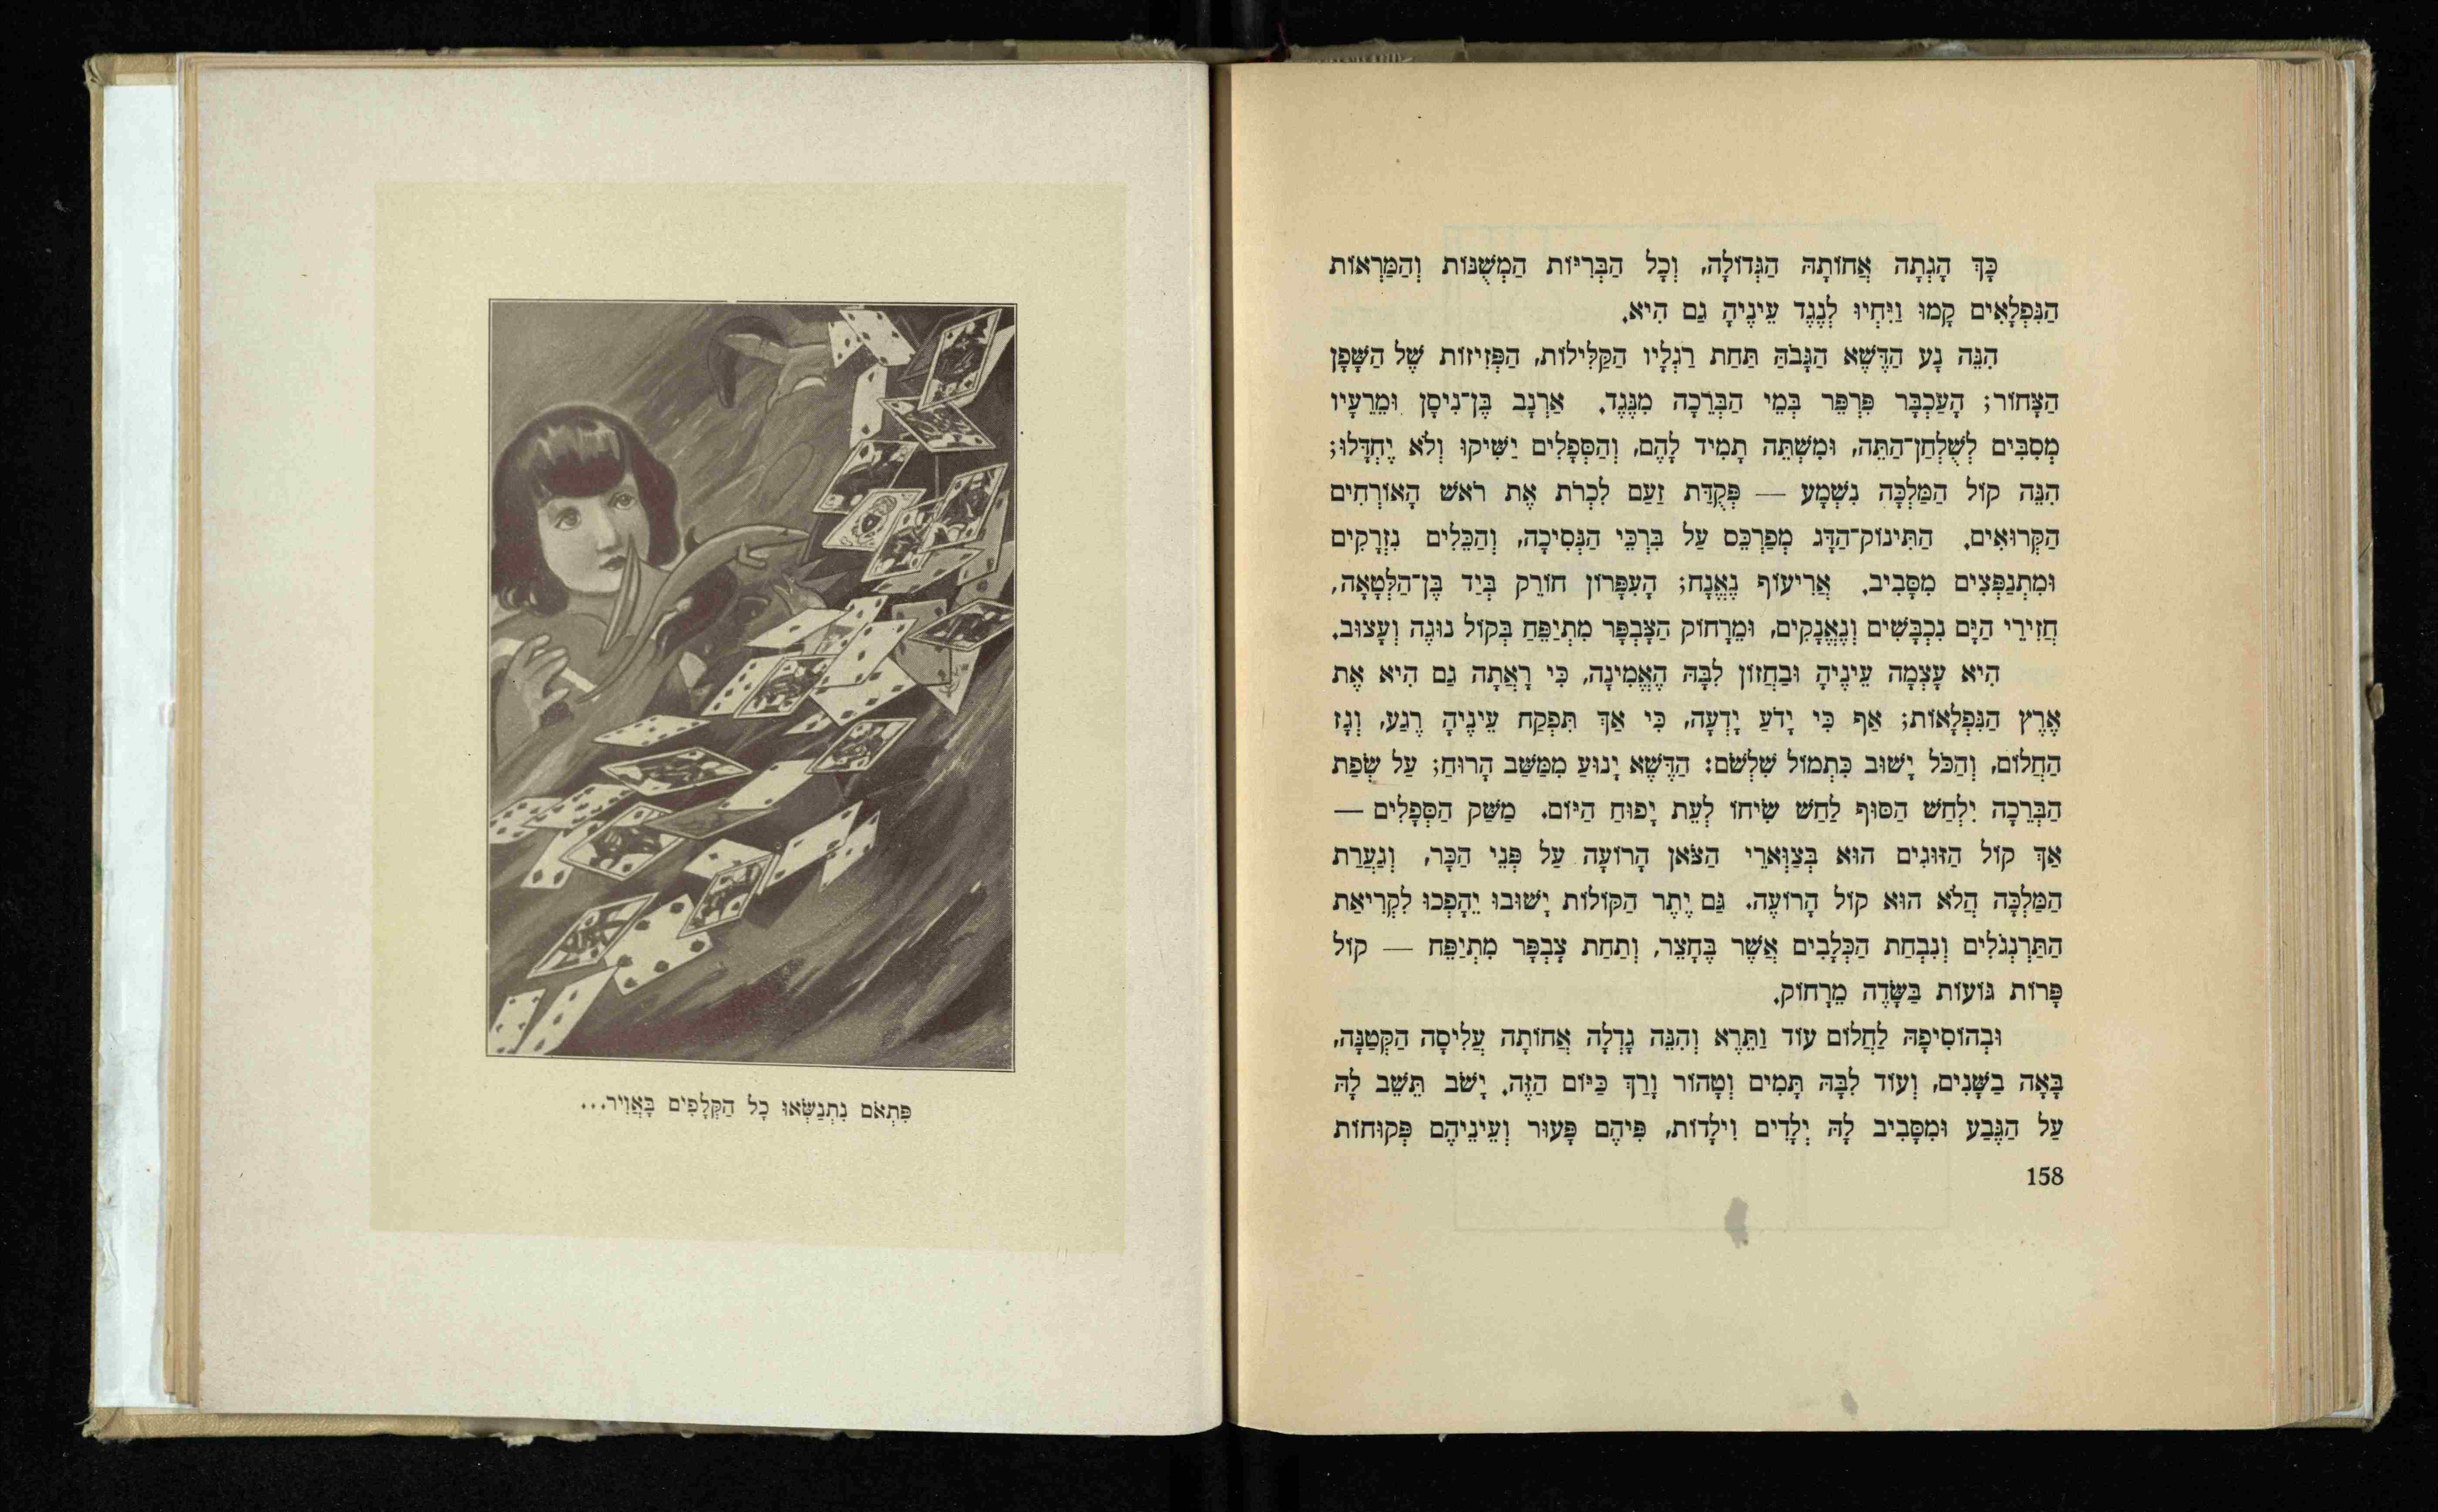 כָּךְ הָגְתָה אֲחוֹתָהּ הַגְּדוֹלָה, וְכָל הַבְּרִיּוֹת הַמְשֻׁנּוֹת וְהַמַּרְאוֹת
הַנִּפְלָאִים קָמוּ וַיִּחְיוּ לְנֶגֶד עֵינֶיהָ גַּם הִיא.
הִנֵּה נָע הַדֶּשֶׁא הַגָּבֹהַּ תַּחַת רַגְלָיו הַקַּלִּילוֹת, הַפְּזִיזוֹת שֶׁל הַשָּׁפָן
הַצָּחוֹר; הָעַכְבָּר פִּרְפֵּר בְּמֵי הַבְּרֵכָה מִנֶּגֶד. אַרְנָב בֶּן־נִיסָן וּמֵרֵעָיו
מְסִבִּים לְשֻׁלְחַן־הַתֵּה, וּמִשְׁתֵּה תָמִיד לָהֶם, וְהַסְּפָלִים יַשִּׁיקוּ וְלֹא יֶחְדָּלוּ;
הִנֵּה קוֹל הַמַּלְכָּה נִשְׁמָע — פְּקֻדַּת זַעַם לִכְרֹת אֶת רֹאשׁ הָאוֹרְחִים
הַקְּרוּאִים. הַתִּינוֹק־הַדָּג מְפַרְכֵּס עַל בִּרְכֵּי הַנְּסִיכָה, וְהַכֵּלִים נִזְרָקִים
וּמִתְנַפְּצִים מִסָּבִיב. אֲרִיעוֹף נֶאֱנָח; הָעִפָּרוֹן חוֹרֵק בְּיַד בֶּן־הַלְּטָאָה,
חֲזִירֵי הַיָּם נִכְבָּשִׁים וְנֶאֱנָקִים, וּמֵרָחוֹק הַצָּבְפָּר מִתְיַפֵּחַ בְּקוֹל נוּגֶה וְעָצוּב.
הִיא עָצְמָה עֵינֶיהָ וּבַחֲזוֹן לִבָּהּ הֶאֱמִינָה, כִּי רָאֲתָה גַם הִיא אֶת
אֶרֶץ הַנִּפְלָאוֹת; אַף כִּי יָדֹעַ יָדְעָה, כִּי אַךְ תִּפְקַח עֵינֶיהָ רֶגַע, וְגָז
הַחֲלוֹם, וְהַכֹּל יָשׁוּב כִּתְמוֹל שִׁלְשֹׁם: הַדֶּשֶׁא יָנוּעַ מִמַּשַּׁב הָרוּחַ; עַל שְׂפַת
הַבְּרֵכָה יִלְחַשׁ הַסּוּף לַחַשׁ שִׂיחוֹ לְעֵת יָפוּחַ הַיּוֹם. מַשַּׁק הַסְּפָלִים —
אַךְ קוֹל הַזּוּגִים הוּא בְּצַוְּארֵי הַצֹּאן הָרוֹעָה עַל פְּנֵי הַכָּר, וְגַעֲרַת
הַמַּלְכָּה הֲלֹא הוּא קוֹל הָרוֹעֶה. גַּם יֶתֶר הַקּוֹלוֹת יָשׁוּבוּ יֵהָפְכוּ לִקְרִיאַת
הַתַּרְנְגֹלִים וְנִבְחַת הַכְּלָבִים אֲשֶׁר בֶּחָצֵר, וְתַחַת צָבְפָּר מִתְיַפֵּחַ — קוֹל
פָּרוֹת גּוֹעוֹת בַּשָּׂדֶה מֵרָחוֹק.
וּבְהוֹסִיפָהּ לַחֲלוֹם עוֹד וַתֵּרֶא וְהִנֵּה גָדְלָה אֲחוֹתָהּ עֲלִיסָה הַקְּטַנָּה,
בָּאָה בַשָּׁנִים, וְעוֹד לִבָּהּ תָּמִים וְטָהוֹר וָרַךְ כַּיּוֹם הַזֶּה. יָשֹׁב תֵּשֵׁב לָהּ
עַל הַגֶּבַע וּמִסָּבִיב לָהּ יְלָדִים וִילָדוֹת, פִּיהֶם פָּעוּר וְעֵינֵיהֶם פְּקוּחוֹת
158
פִּתְאֹם נִתְנַשְּׂאוּ כָל הַקְּלָפִים בָּאֲוִיר...